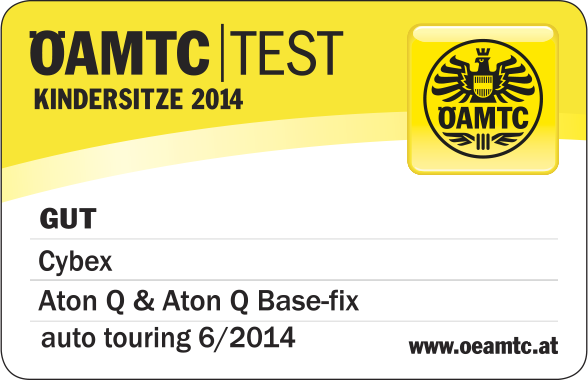 ÖAMTC | TEST
KINDERSITZE 2014
ÖAMTC
GUT
Cybex
Aton Q & Aton Q Base-fix
auto touring 6/2014
www.oeamtc.at